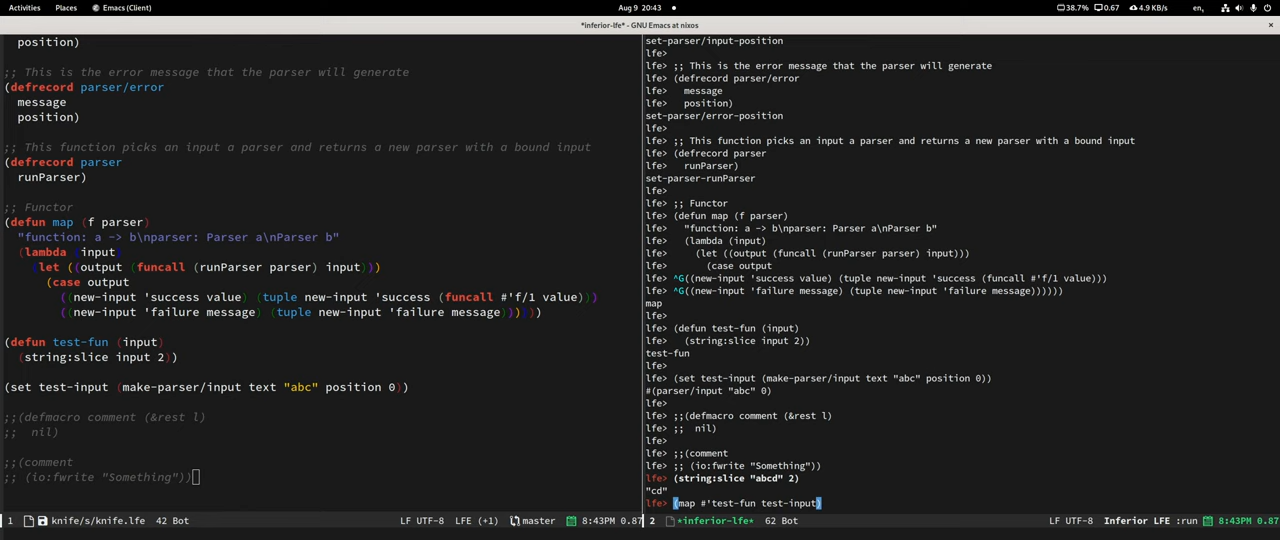 Activities Places Emacs (Client) Aug 9 20:43 38.7% 0.67 4.9 KB/s en,
*inferior-lfe* - GNU Emacs at nixos
position)
;; This is the error message that the parser will generate
(defrecord parser/error
message
position)
;; This function picks an input a parser and returns a new parser with a bound input
(defrecord parser
runParser)
;; Functor
(defun map (f parser)
"function: a -> b\nparser: Parser a\nParser b"
(lambda (input)
(let ((output (funcall (runParser parser) input)))
(case output
((new-input 'success value) (tuple new-input 'success (funcall #'f/1 value)))
((new-input 'failure message) (tuple new-input 'failure message))))))
(defun test-fun (input)
(string:slice input 2))
(set test-input (make-parser/input text "abc" position 0))
;;(defmacro comment (&rest l)
;;  nil)
;;(comment
;; (io:fwrite "Something"))
1 knife/s/knife.lfe 42 Bot LF UTF-8 LFE (+1) master 8:43PM 0.87
set-parser/input-position
lfe>
lfe> ;; This is the error message that the parser will generate
lfe> (defrecord parser/error
lfe>   message
lfe>   position)
set-parser/error-position
lfe>
lfe> ;; This function picks an input a parser and returns a new parser with a bound input
lfe> (defrecord parser
lfe>   runParser)
set-parser-runParser
lfe>
lfe> ;; Functor
lfe> (defun map (f parser)
lfe>   "function: a -> b\nparser: Parser a\nParser b"
lfe>   (lambda (input)
lfe>     (let ((output (funcall (runParser parser) input)))
lfe>       (case output
lfe> ^G((new-input 'success value) (tuple new-input 'success (funcall #'f/1 value)))
lfe> ^G((new-input 'failure message) (tuple new-input 'failure message))))))
map
lfe>
lfe> (defun test-fun (input)
lfe>   (string:slice input 2))
test-fun
lfe>
lfe> (set test-input (make-parser/input text "abc" position 0))
#(parser/input "abc" 0)
lfe>
lfe> ;;(defmacro comment (&rest l)
lfe> ;;  nil)
lfe>
lfe> ;;(comment
lfe> ;; (io:fwrite "Something"))
lfe> (string:slice "abcd" 2)
"cd"
lfe> (map #'test-fun test-input)
2 *inferior-lfe* 62 Bot LF UTF-8 Inferior LFE :run 8:43PM 0.87